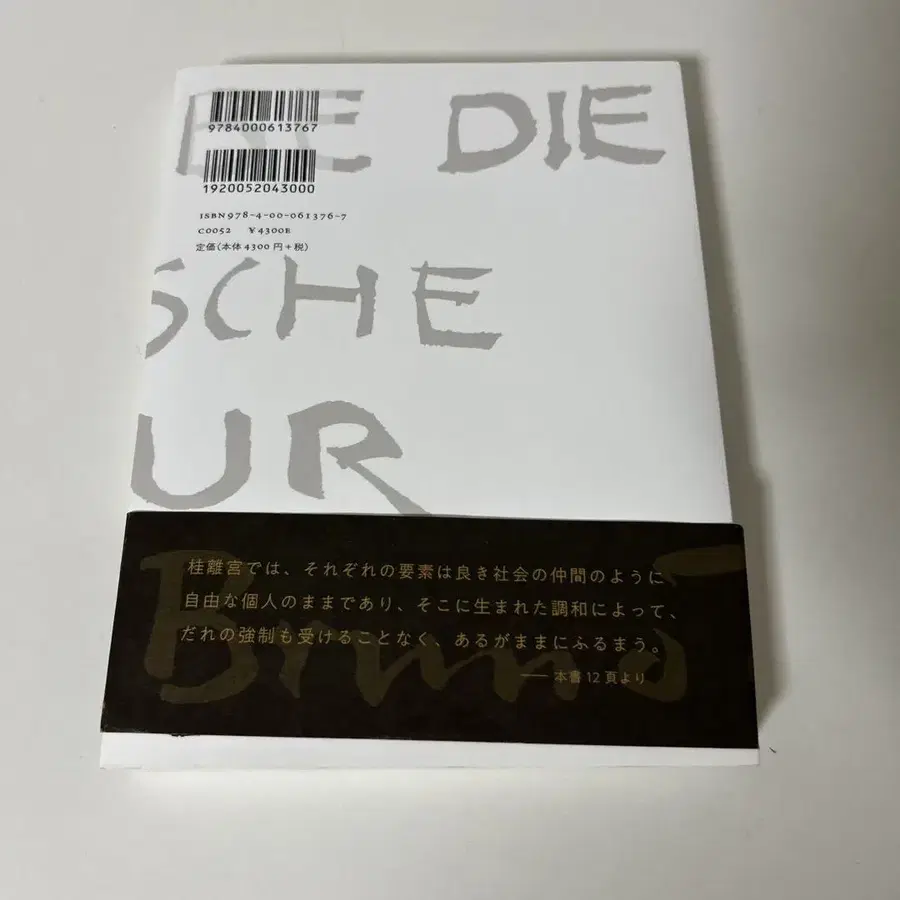 BE DIE
9784000613767
1920052043000
ISBN978-4-00-061376-7
C0052 ¥4300E
定価(本体4300円+税)
SCHE
UR
桂離宮では、それぞれの要素は良き社会の仲間のように
自由な個人のままであり、そこに生まれた調和によって、
だれの強制も受けることなく、あるがままにふるまう。
── 本書12頁より
Bruno